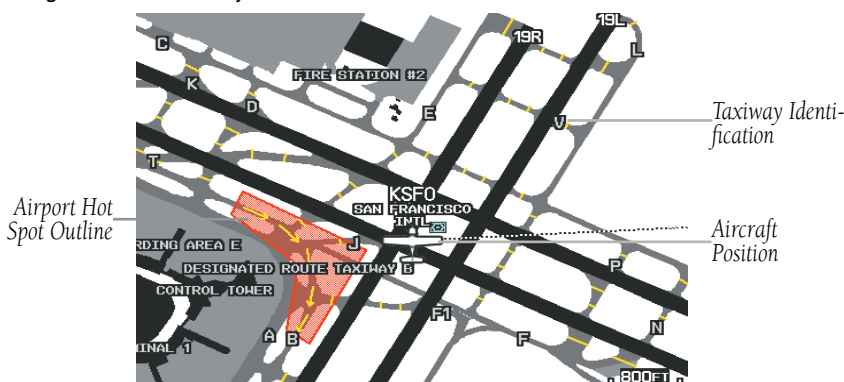 19R
19L
C
L
FIRE STATION #2
K
D
E
V
Taxiway Identi-
fication
T
KSFO
SAN FRANCISCO
INTL
Airport Hot
Spot Outline
Aircraft
Position
RDING AREA E
J
DESIGNATED ROUTE TAXIWAY B
P
CONTROL TOWER
F1
N
A
B
F
INAL 1
800FT